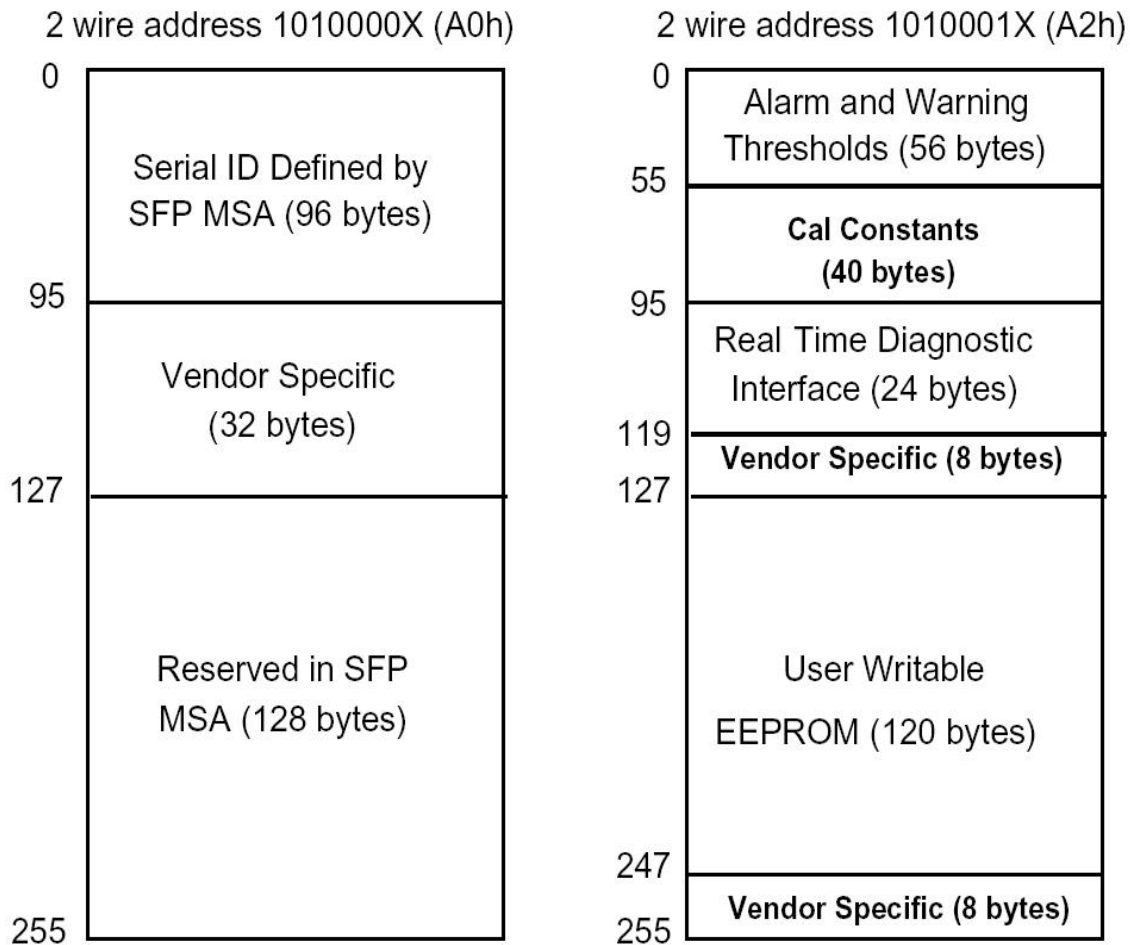 2 wire address 1010000X (A0h)
0
Serial ID Defined by
SFP MSA (96 bytes)
95
Vendor Specific
(32 bytes)
127
Reserved in SFP
MSA (128 bytes)
255
2 wire address 1010001X (A2h)
0
Alarm and Warning
Thresholds (56 bytes)
55
Cal Constants
(40 bytes)
95
Real Time Diagnostic
Interface (24 bytes)
119
Vendor Specific (8 bytes)
127
User Writable
EEPROM (120 bytes)
247
Vendor Specific (8 bytes)
255